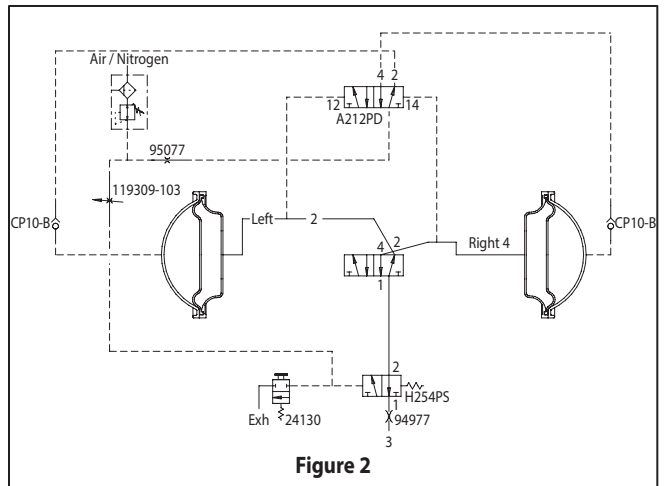 Air / Nitrogen
4 2
12 14
A212PD
95077
119309-103
CP10-B
CP10-B
Left 2
4 2
Right 4
1
2
H254PS
1
Exh 24130
94977
3
Figure 2